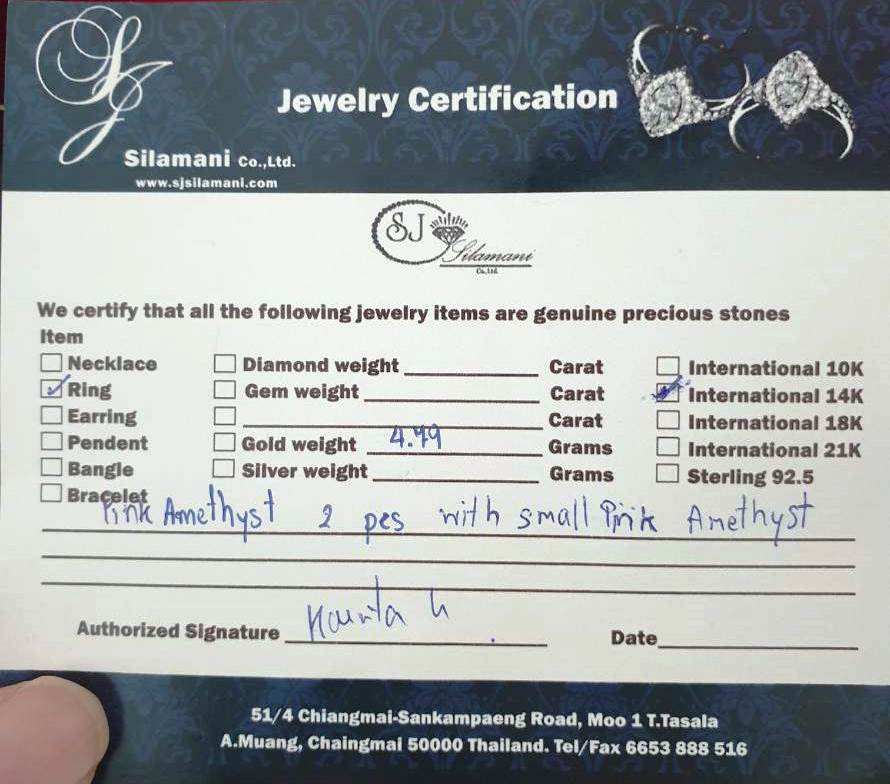 SJ
Jewelry Certification
Silamani Co.,Ltd.
www.sjsilamani.com
SJ Silamani
Co.,Ltd.
We certify that all the following jewelry items are genuine precious stones
Item
Necklace Diamond weight Carat International 10K
Ring Gem weight Carat International 14K
Earring Carat International 18K
Pendent Gold weight 4.49 Grams International 21K
Bangle Silver weight Grams Sterling 92.5
Bracelet
Pink Amethyst 2 pcs with small Pink Amethyst
Authorized Signature Date
51/4 Chiangmai-Sankampaeng Road, Moo 1 T.Tasala
A.Muang, Chaingmai 50000 Thailand. Tel/Fax 6653 888 516